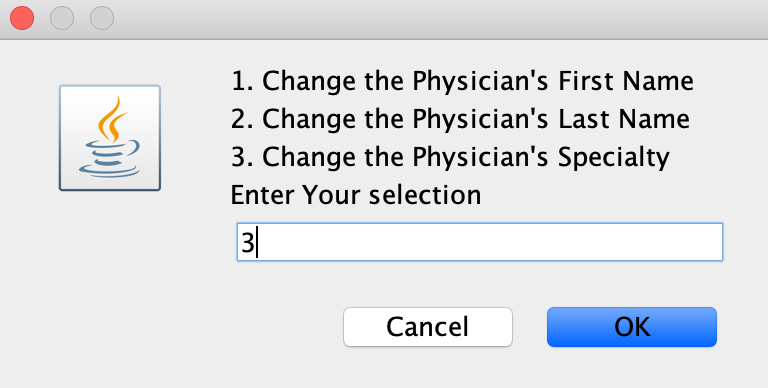 1. Change the Physician's First Name
2. Change the Physician's Last Name
3. Change the Physician's Specialty
Enter Your selection
3
Cancel OK